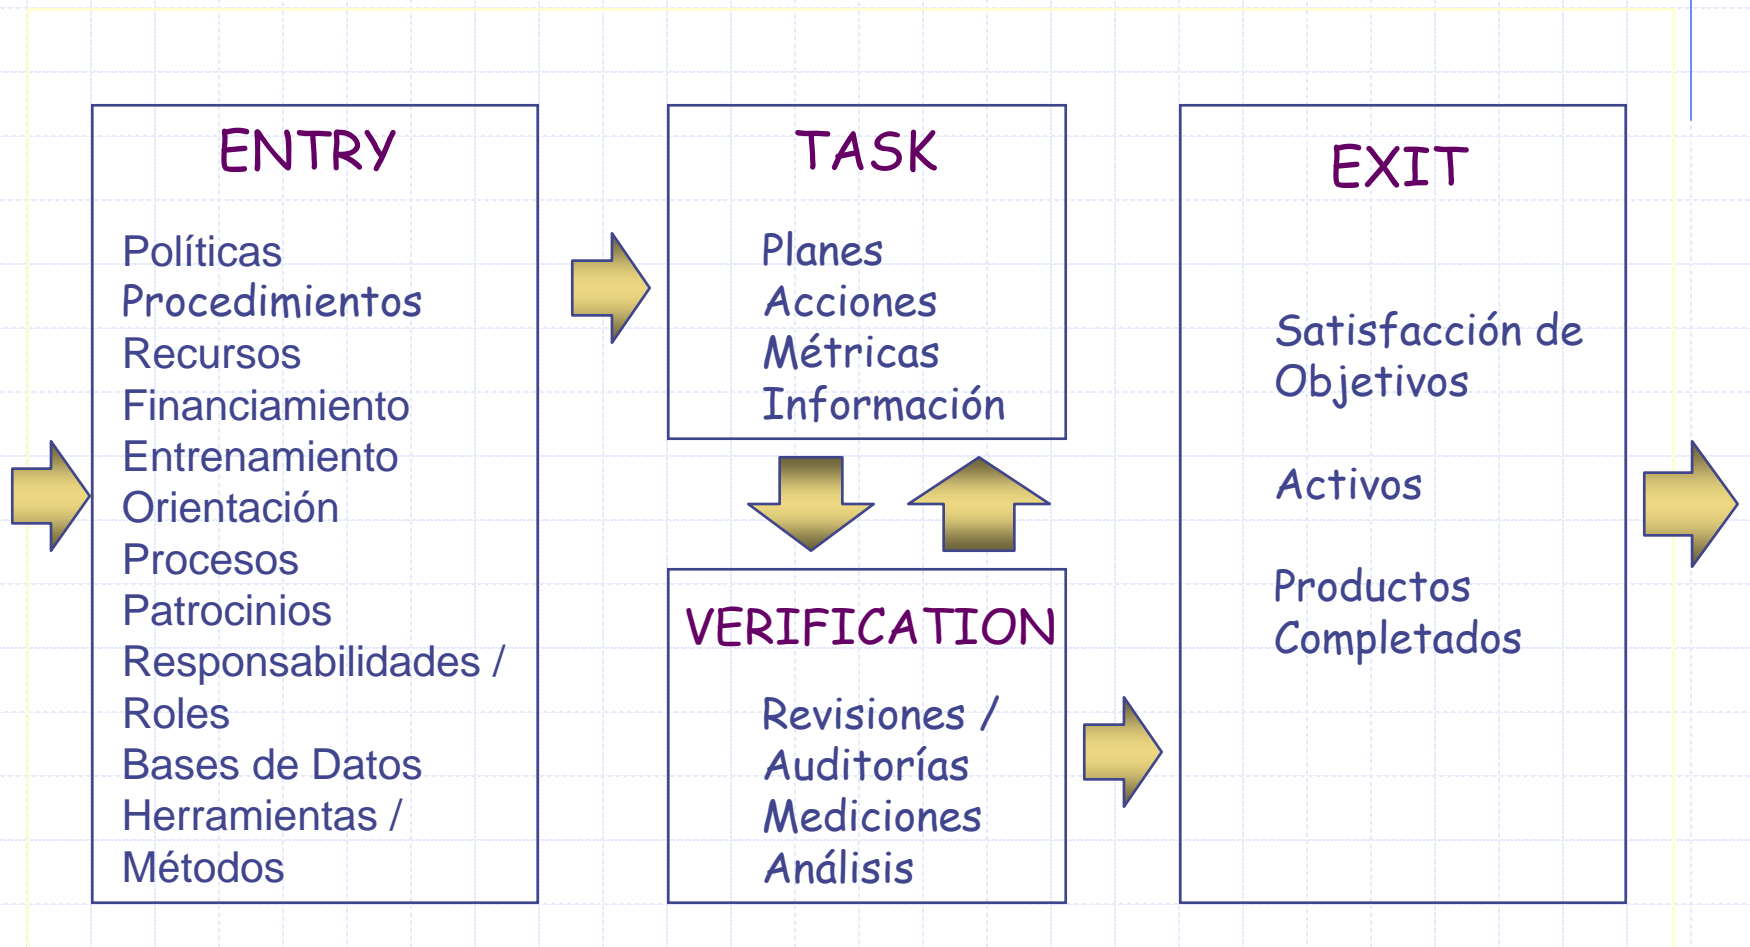 ENTRY
Políticas
Procedimientos
Recursos
Financiamiento
Entrenamiento
Orientación
Procesos
Patrocinios
Responsabilidades /
Roles
Bases de Datos
Herramientas /
Métodos
TASK
Planes
Acciones
Métricas
Información
VERIFICATION
Revisiones /
Auditorías
Mediciones
Análisis
EXIT
Satisfacción de
Objetivos
Activos
Productos
Completados